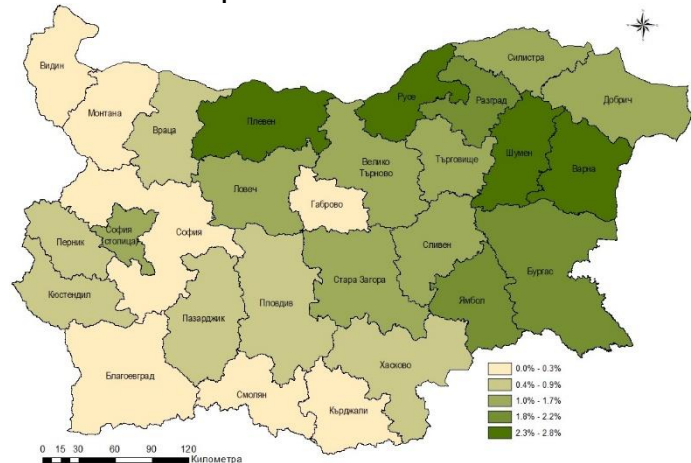 Видин
Монтана
Враца
Плевен
Русе
Силистра
Разград
Добрич
Шумен
Варна
Търговище
Велико
Търново
Ловеч
Габрово
София
София
(столица)
Перник
Кюстендил
Пазарджик
Пловдив
Стара Загора
Сливен
Ямбол
Бургас
Хасково
Благоевград
Смолян
Кърджали
0.0% - 0.3%
0.4% - 0.9%
1.0% - 1.7%
1.8% - 2.2%
2.3% - 2.8%
0 15 30 60 90 120
Километра